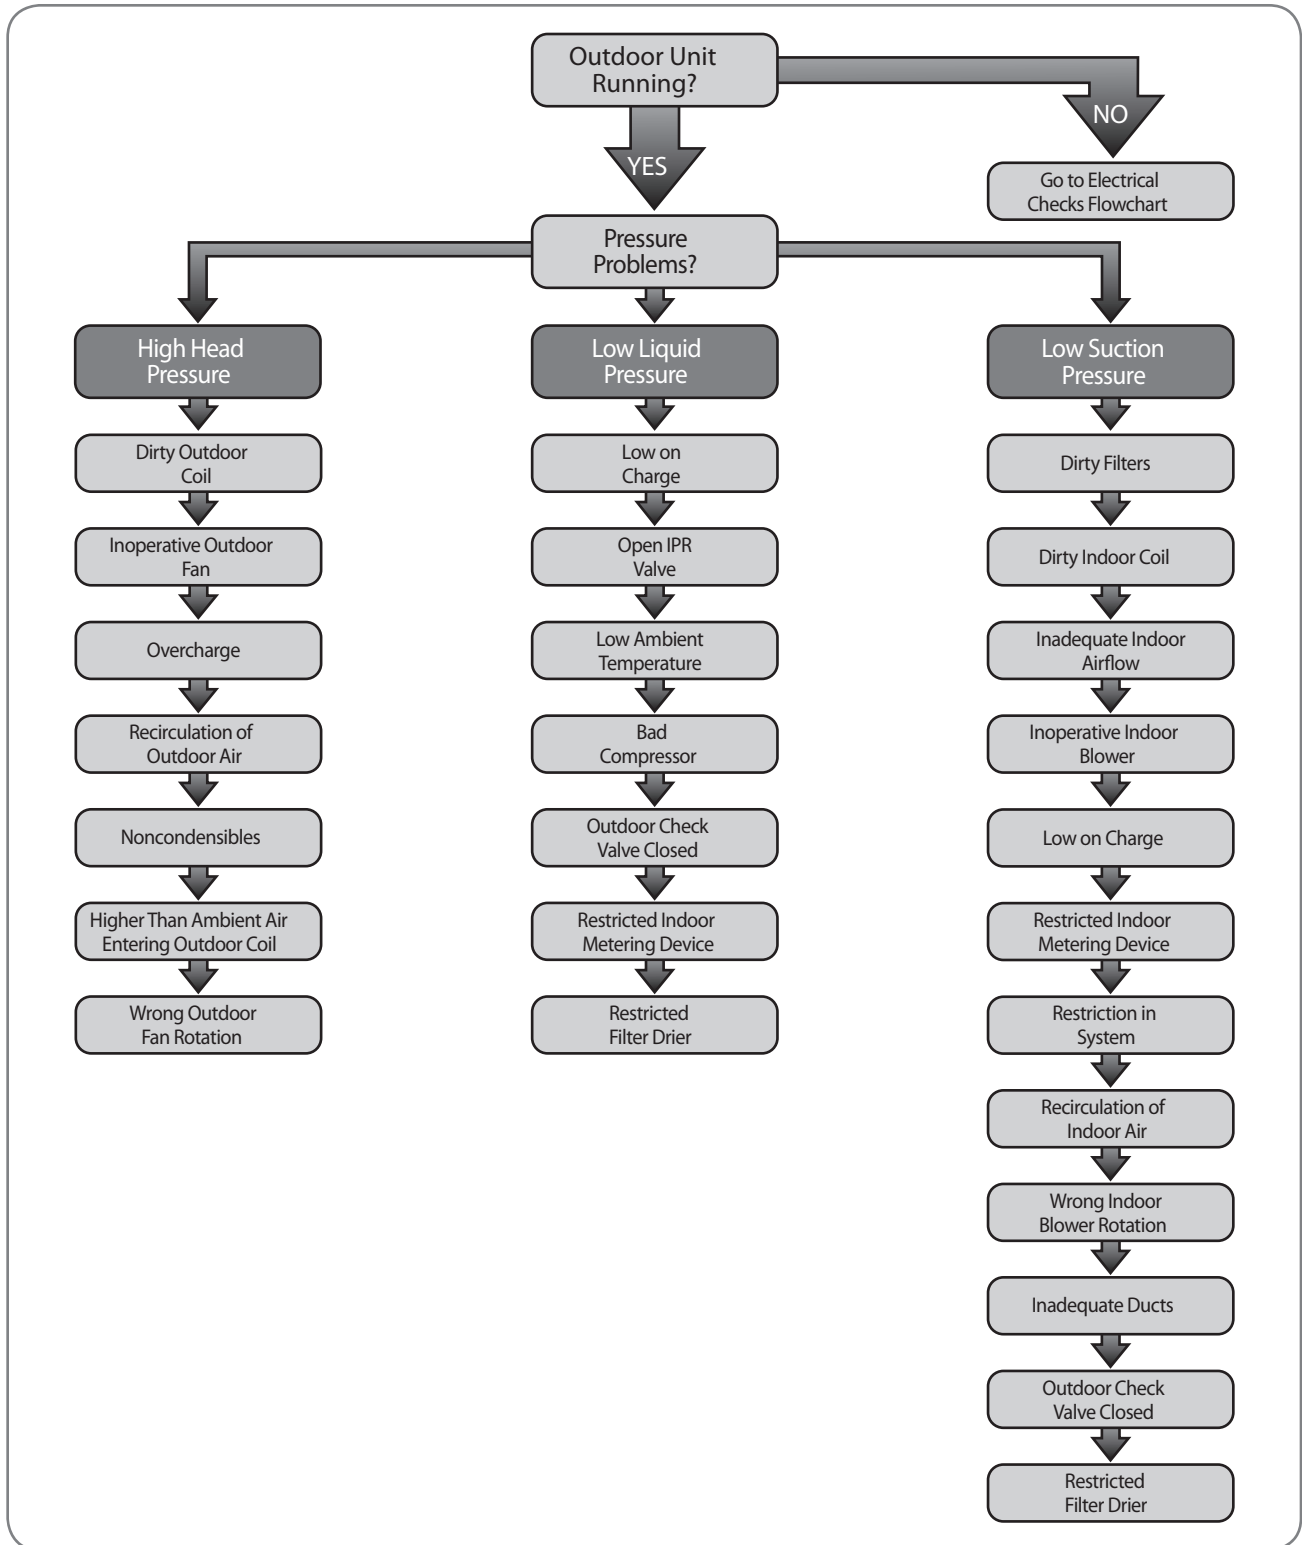 Outdoor Unit
Running?
NO
YES
Go to Electrical
Checks Flowchart
Pressure
Problems?
High Head
Pressure
Dirty Outdoor
Coil
Inoperative Outdoor
Fan
Overcharge
Recirculation of
Outdoor Air
Noncondensibles
Higher Than Ambient Air
Entering Outdoor Coil
Wrong Outdoor
Fan Rotation
Low Liquid
Pressure
Low on
Charge
Open IPR
Valve
Low Ambient
Temperature
Bad
Compressor
Outdoor Check
Valve Closed
Restricted Indoor
Metering Device
Restricted
Filter Drier
Low Suction
Pressure
Dirty Filters
Dirty Indoor Coil
Inadequate Indoor
Airflow
Inoperative Indoor
Blower
Low on Charge
Restricted Indoor
Metering Device
Restriction in
System
Recirculation of
Indoor Air
Wrong Indoor
Blower Rotation
Inadequate Ducts
Outdoor Check
Valve Closed
Restricted
Filter Drier